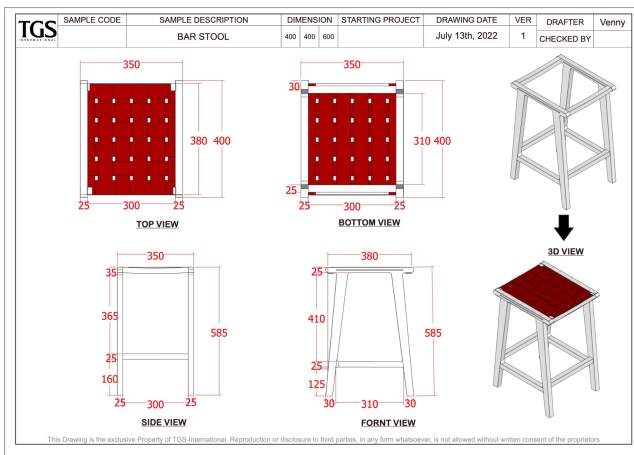 TGS
INTERNATIONAL
SAMPLE CODE SAMPLE DESCRIPTION DIMENSION STARTING PROJECT DRAWING DATE VER DRAFTER Venny
BAR STOOL 400 400 600 July 13th, 2022 1 CHECKED BY
350
380 400
25 300 25
TOP VIEW
350
30
310 400
25
25 300 25
BOTTOM VIEW
3D VIEW
350
35
365
585
25
160
25 300 25
SIDE VIEW
380
25
410
585
25
125
30 310 30
FORNT VIEW
This Drawing is the exclusive Property of TGS-International. Reproduction or disclosure to third parties, in any form whatsoever, is not allowed without written consent of the proprietors